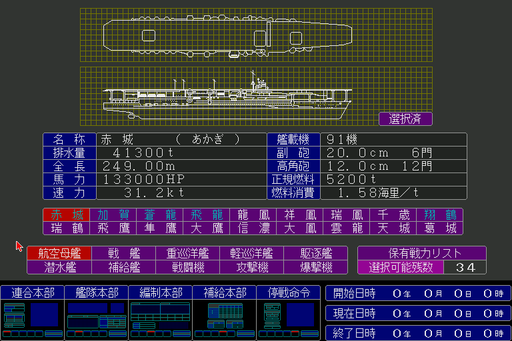 選択済
名 称 赤 城 ( あかぎ ) 艦載機 91機
排水量 41300t 副 砲 20.0cm 6門
全 長 249.00m 高角砲 12.0cm 12門
馬 力 133000HP 正規燃料 5200t
速 力 31.2kt 燃料消費 1.58海里/t
赤 城 加 賀 蒼 龍 飛 龍 龍 鳳 祥 鳳 瑞 鳳 千 歳 翔 鶴
瑞 鶴 飛 鷹 隼 鷹 大 鷹 信 濃 大 鳳 雲 龍 天 城 葛 城
航空母艦 戦 艦 重巡洋艦 軽巡洋艦 駆逐艦 保有戦力リスト
潜水艦 補給艦 戦闘機 攻撃機 爆撃機 選択可能残数 34
連合本部 艦隊本部 編制本部 補給本部 停戦命令 開始日時 0年 0月 0日 0時
現在日時 0年 0月 0日 0時
終了日時 0年 0月 0日 0時